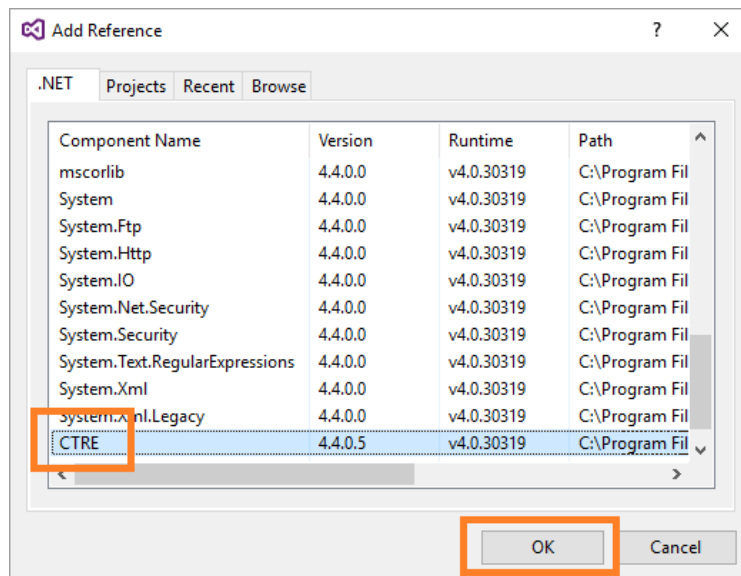 Add Reference ? ×
.NET Projects Recent Browse
Component Name Version Runtime Path
mscorlib 4.4.0.0 v4.0.30319 C:\Program Fil
System 4.4.0.0 v4.0.30319 C:\Program Fil
System.Ftp 4.4.0.0 v4.0.30319 C:\Program Fil
System.Http 4.4.0.0 v4.0.30319 C:\Program Fil
System.IO 4.4.0.0 v4.0.30319 C:\Program Fil
System.Net.Security 4.4.0.0 v4.0.30319 C:\Program Fil
System.Security 4.4.0.0 v4.0.30319 C:\Program Fil
System.Text.RegularExpressions 4.4.0.0 v4.0.30319 C:\Program Fil
System.Xml 4.4.0.0 v4.0.30319 C:\Program Fil
System.Xml.Legacy 4.4.0.0 v4.0.30319 C:\Program Fil
CTRE 4.4.0.5 v4.0.30319 C:\Program Fil
OK Cancel